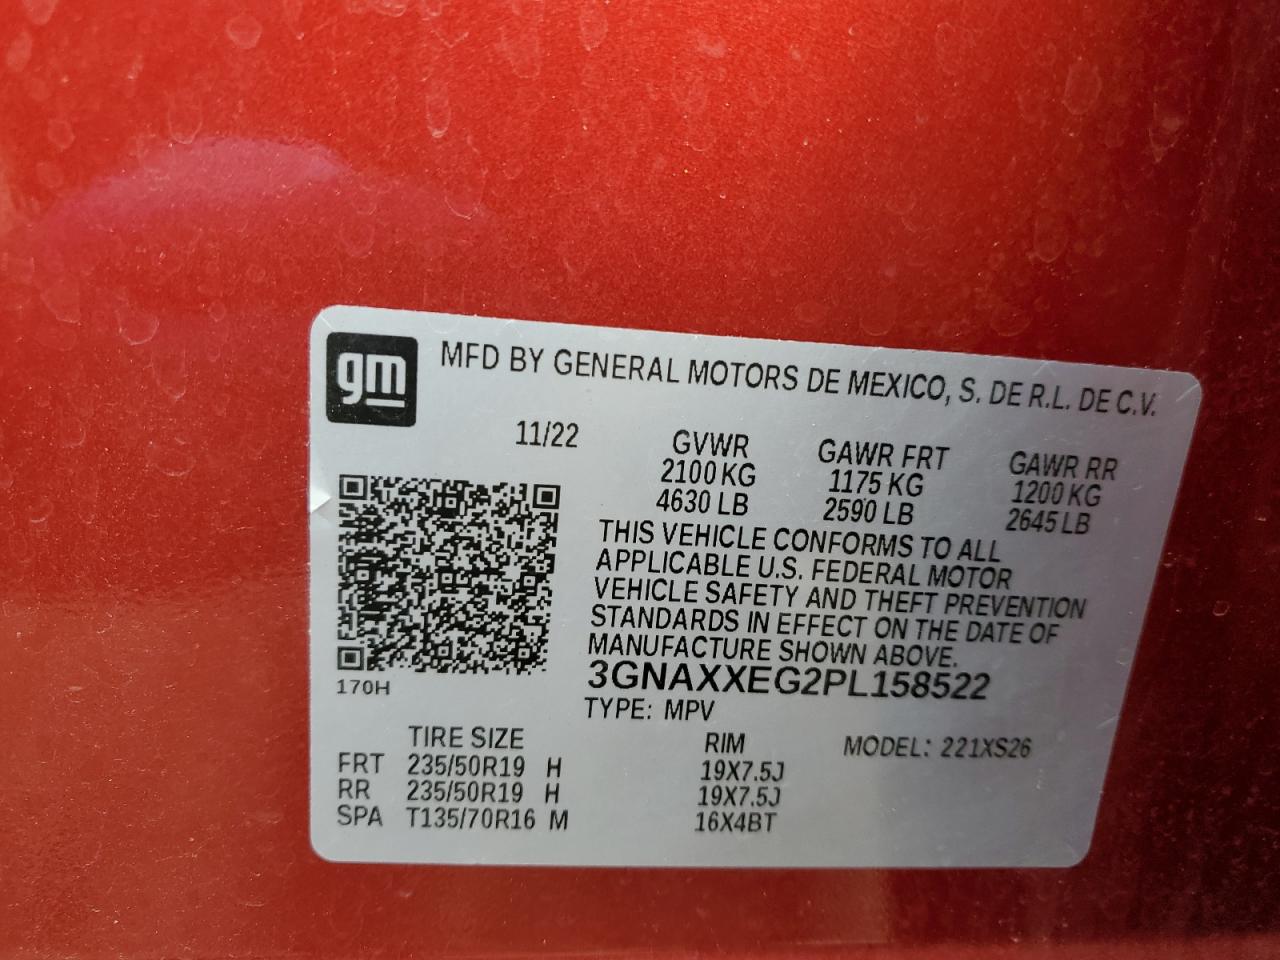 gm
MFD BY GENERAL MOTORS DE MEXICO, S. DE R.L. DE C.V.
11/22 GVWR GAWR FRT GAWR RR
2100 KG 1175 KG 1200 KG
4630 LB 2590 LB 2645 LB
THIS VEHICLE CONFORMS TO ALL
APPLICABLE U.S. FEDERAL MOTOR
VEHICLE SAFETY AND THEFT PREVENTION
STANDARDS IN EFFECT ON THE DATE OF
MANUFACTURE SHOWN ABOVE.
170H
3GNAXXEG2PL158522
TYPE: MPV
TIRE SIZE RIM MODEL: 221XS26
FRT 235/50R19 H 19X7.5J
RR 235/50R19 H 19X7.5J
SPA T135/70R16 M 16X4BT